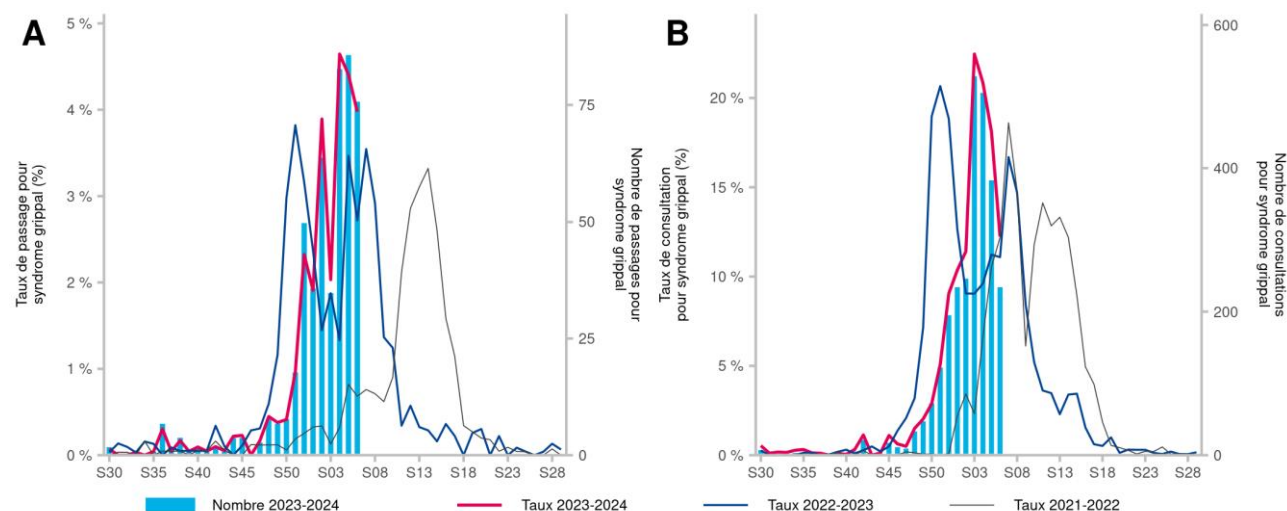 A
5 %
4 %
3 %
2 %
1 %
0 %
Taux de passage pour
syndrome grippal (%)
75
50
25
0
Nombre de passages pour
syndrome grippal
S30
S35
S40
S45
S50
S03
S08
S13
S18
S23
S28
B
20 %
15 %
10 %
5 %
0 %
Taux de consultation
pour syndrome grippal (%)
600
400
200
0
Nombre de consultations
pour syndrome grippal
S30
S35
S40
S45
S50
S03
S08
S13
S18
S23
S28
Nombre 2023-2024
Taux 2023-2024
Taux 2022-2023
Taux 2021-2022